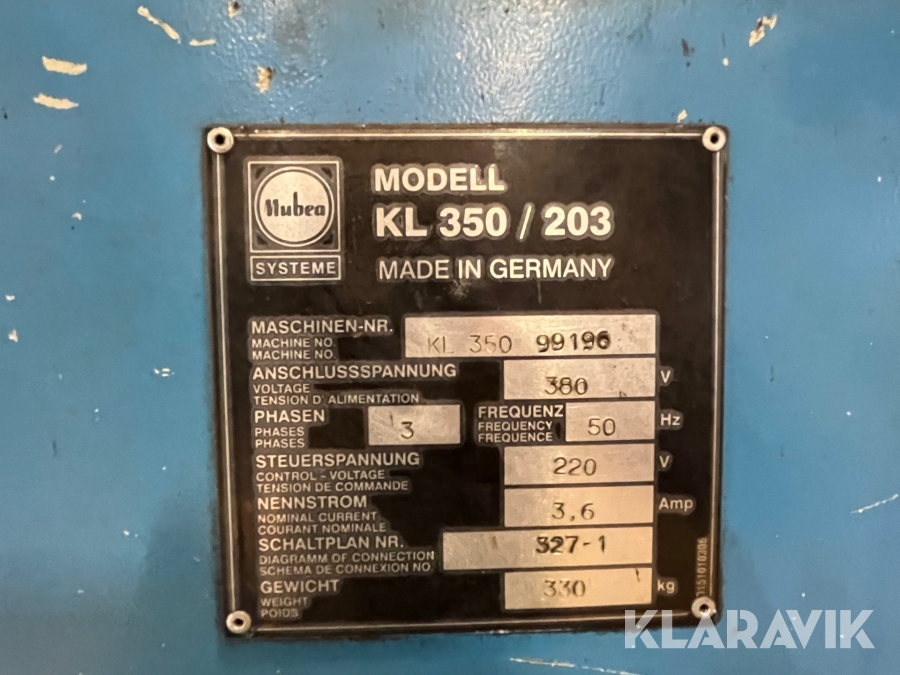 Nubea
SYSTEME
MODELL
KL 350 / 203
MADE IN GERMANY
MASCHINEN-NR.
MACHINE NO.
MACHINE NO.
KL 350 99196
ANSCHLUSSSPANNUNG
VOLTAGE
TENSION D' ALIMENTATION
380 V
PHASEN
PHASES
PHASES
3
FREQUENZ
FREQUENCY
FREQUENCE
50 Hz
STEUERSPANNUNG
CONTROL - VOLTAGE
TENSION DE COMMANDE
220 V
NENNSTROM
NOMINAL CURRENT
COURANT NOMINALE
3,6 Amp
SCHALTPLAN NR.
DIAGRAMM OF CONNECTION
SCHEMA DE CONNEXION NO.
327-1
GEWICHT
WEIGHT
POIDS
330 kg
KLARAVIK